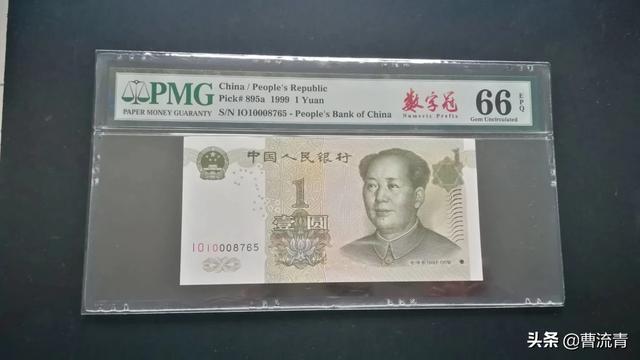 PMG
PAPER MONEY GUARANTY
China / People's Republic
Pick# 895a 1999 1 Yuan
S/N IO10008765 - People's Bank of China
数字冠
Numeric Prefix
66 EPQ
Gem Uncirculated
中国人民银行
1
1
壹圆
IO10008765
头条 @曹流青